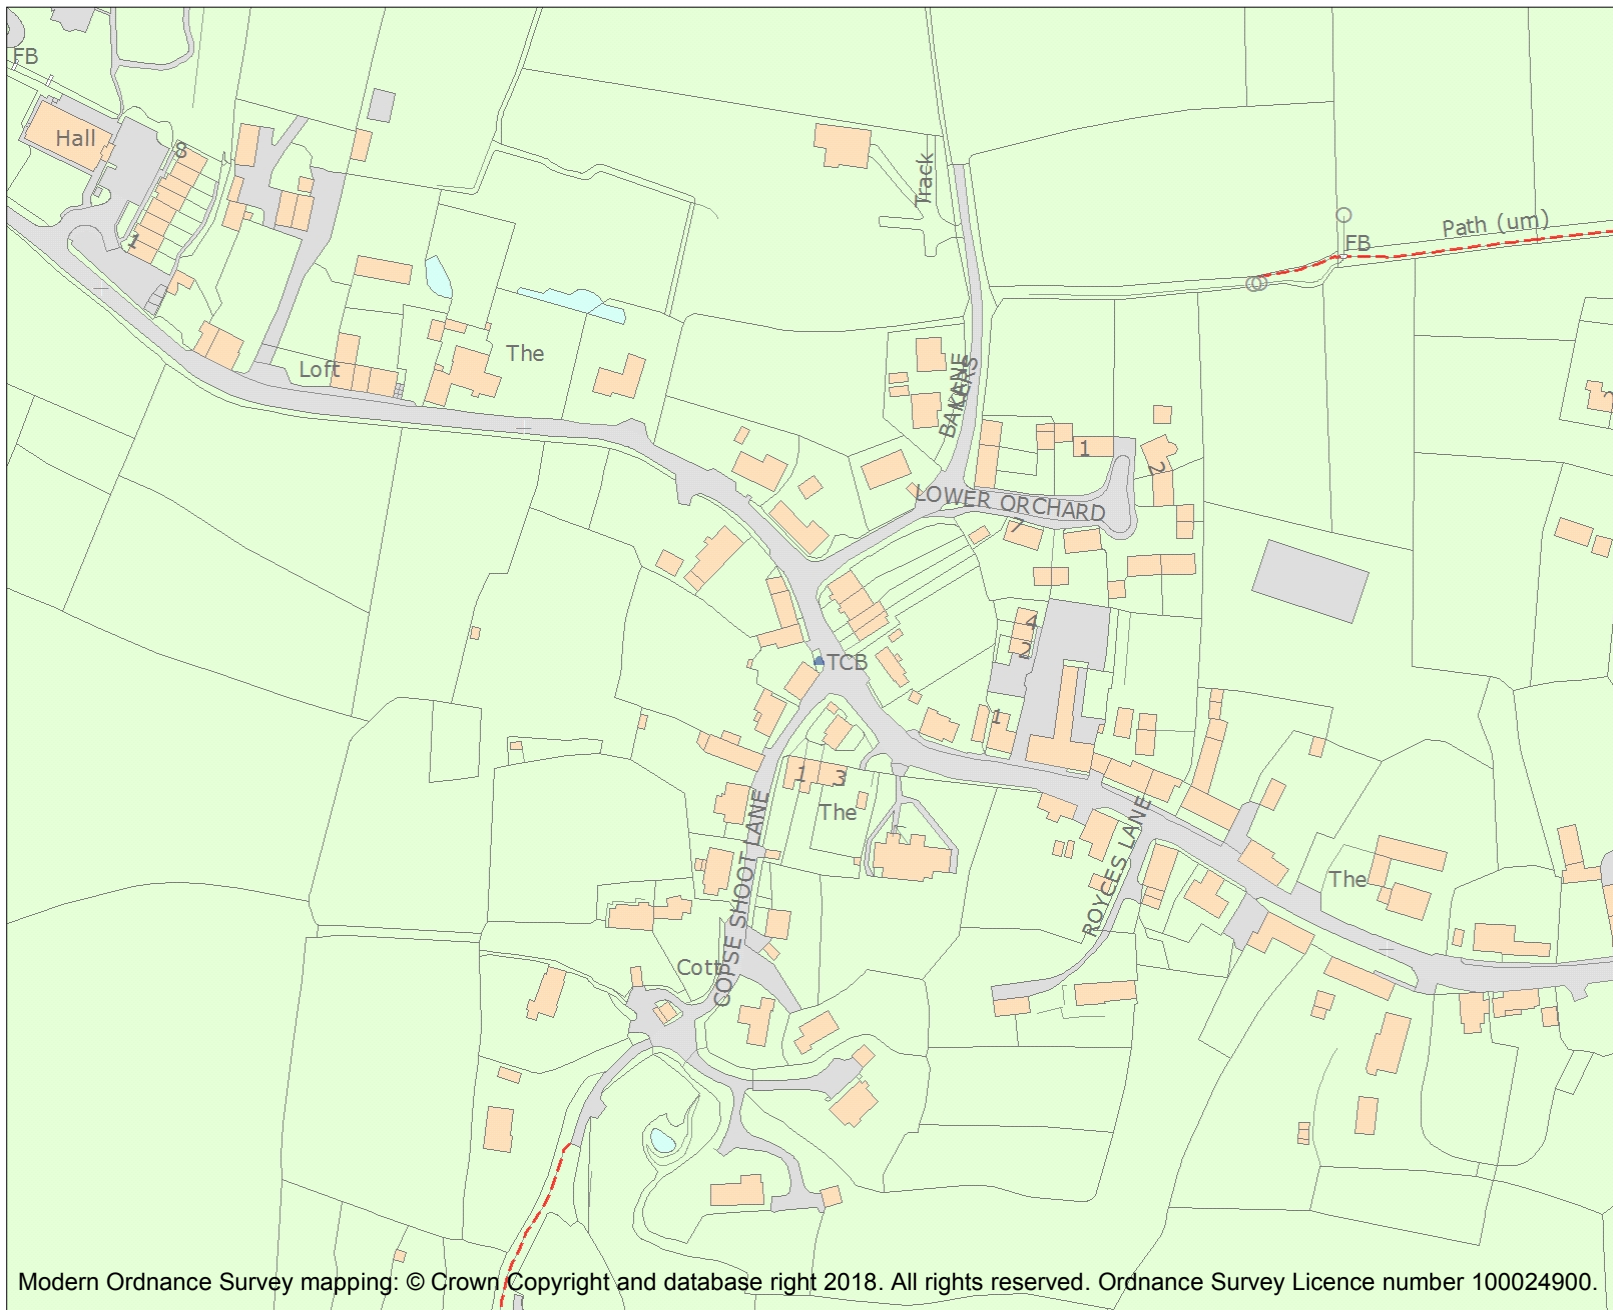 FB
Hall
8
1
Track
Path (um)
FB
The
Loft
BAKERS
LANE
1
2
LOWER ORCHARD
7
4
2
TCB
1
1
3
The
COPSE SHOOT LANE
ROYCES LANE
The
Cott
Modern Ordnance Survey mapping: © Crown Copyright and database right 2018. All rights reserved. Ordnance Survey Licence number 100024900.